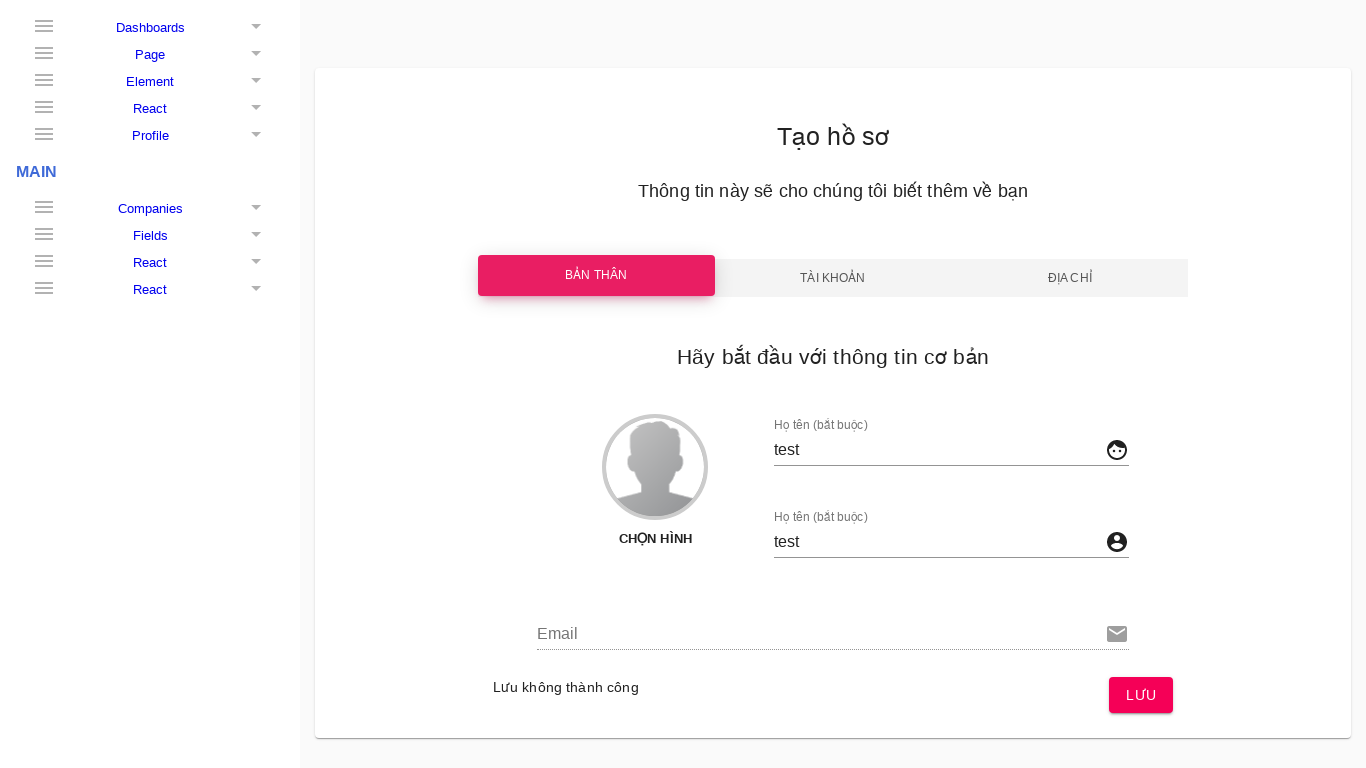 Dashboards
Page
Element
React
Profile
MAIN
Companies
Fields
React
React
Tạo hồ sơ
Thông tin này sẽ cho chúng tôi biết thêm về bạn
BẢN THÂN
TÀI KHOẢN
ĐỊA CHỈ
Hãy bắt đầu với thông tin cơ bản
CHỌN HÌNH
Họ tên (bắt buộc)
test
Họ tên (bắt buộc)
test
Email
Lưu không thành công
LƯU